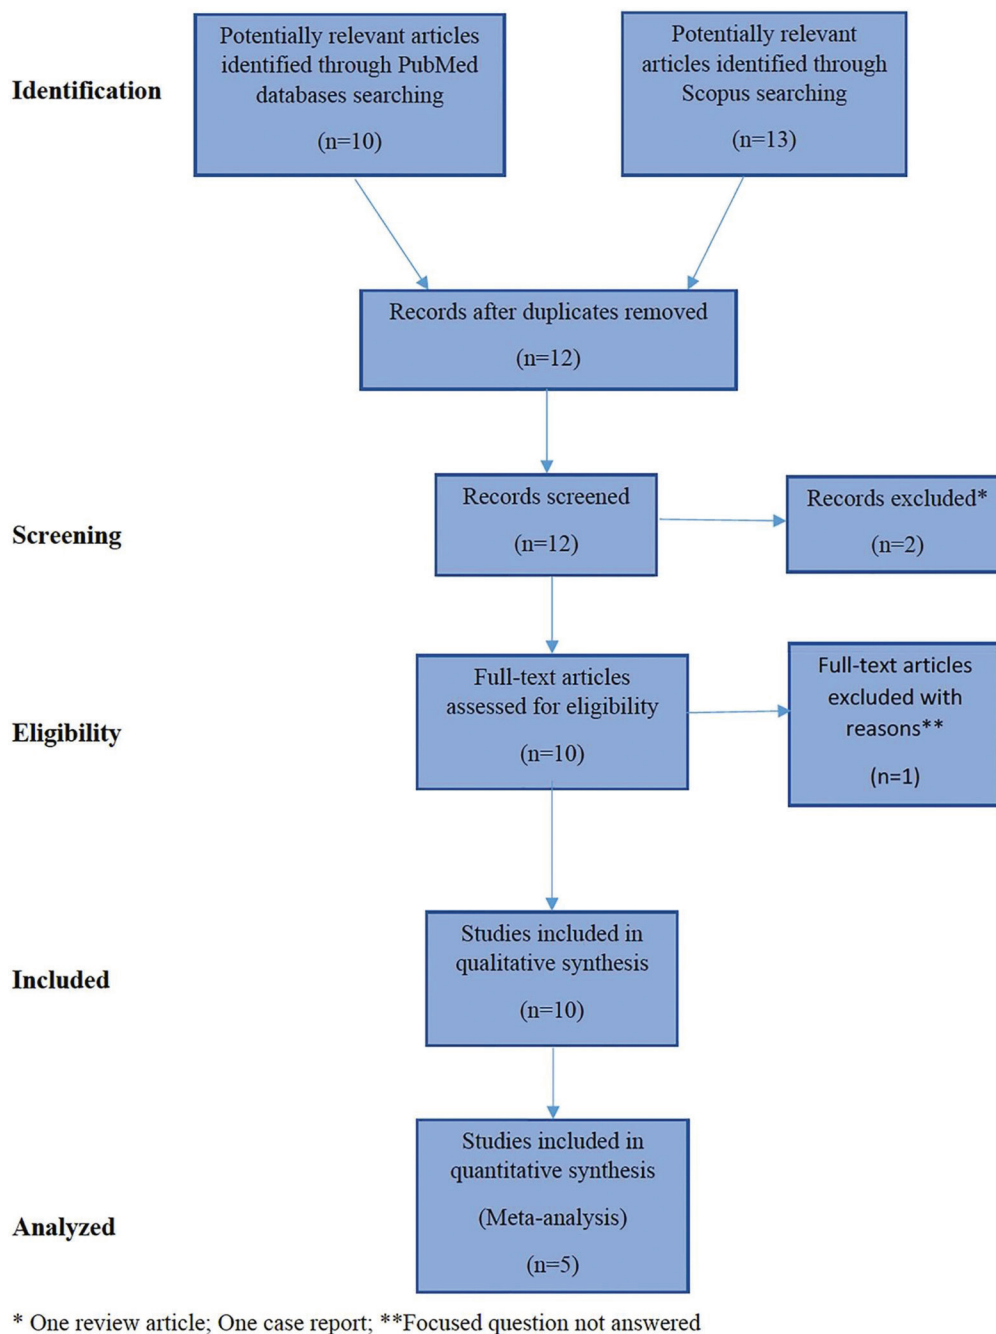 Potentially relevant articles
identified through PubMed
databases searching
(n=10)
Potentially relevant
articles identified through
Scopus searching
(n=13)
Identification
Records after duplicates removed
(n=12)
Records screened
(n=12)
Records excluded*
(n=2)
Screening
Full-text articles
assessed for eligibility
(n=10)
Full-text articles
excluded with
reasons**
(n=1)
Eligibility
Studies included in
qualitative synthesis
(n=10)
Included
Studies included in
quantitative synthesis
(Meta-analysis)
(n=5)
Analyzed
* One review article; One case report; **Focused question not answered